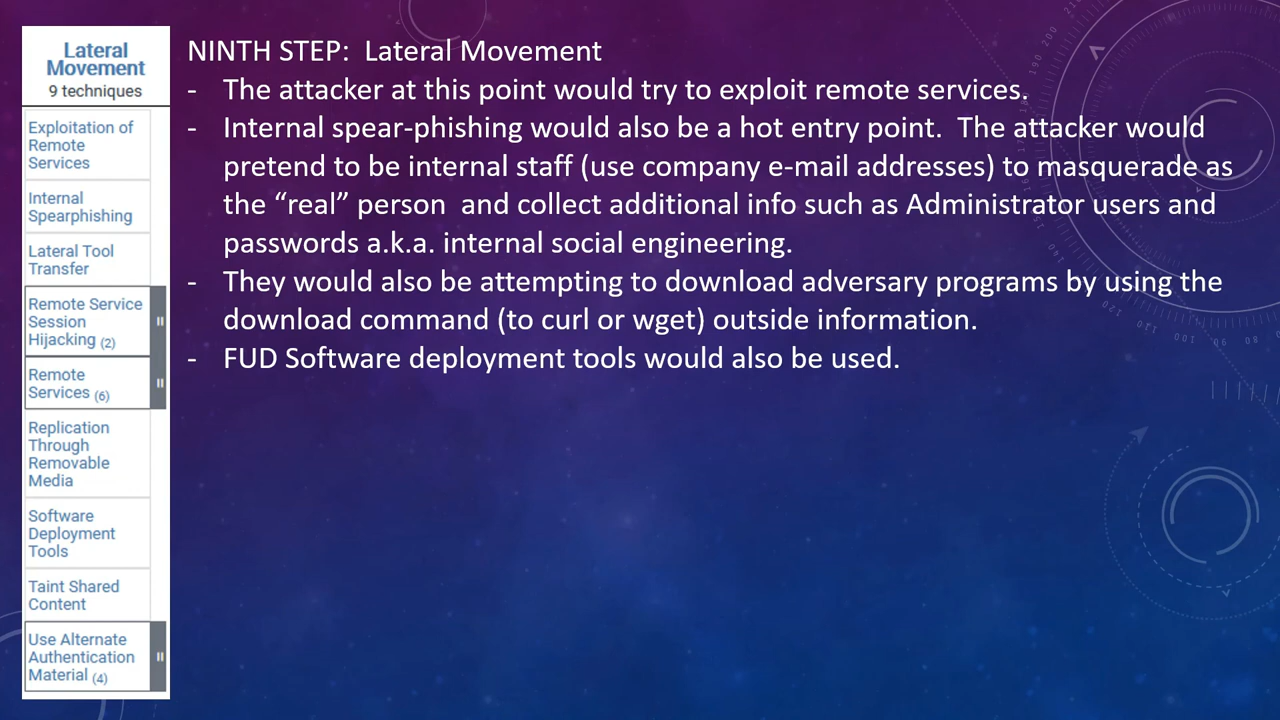 Lateral
Movement
9 techniques
Exploitation of
Remote
Services
Internal
Spearphishing
Lateral Tool
Transfer
Remote Service
Session
Hijacking (2)
Remote
Services (6)
Replication
Through
Removable
Media
Software
Deployment
Tools
Taint Shared
Content
Use Alternate
Authentication
Material (4)
NINTH STEP:  Lateral Movement
- The attacker at this point would try to exploit remote services.
- Internal spear-phishing would also be a hot entry point.  The attacker would
pretend to be internal staff (use company e-mail addresses) to masquerade as
the “real” person  and collect additional info such as Administrator users and
passwords a.k.a. internal social engineering.
- They would also be attempting to download adversary programs by using the
download command (to curl or wget) outside information.
- FUD Software deployment tools would also be used.